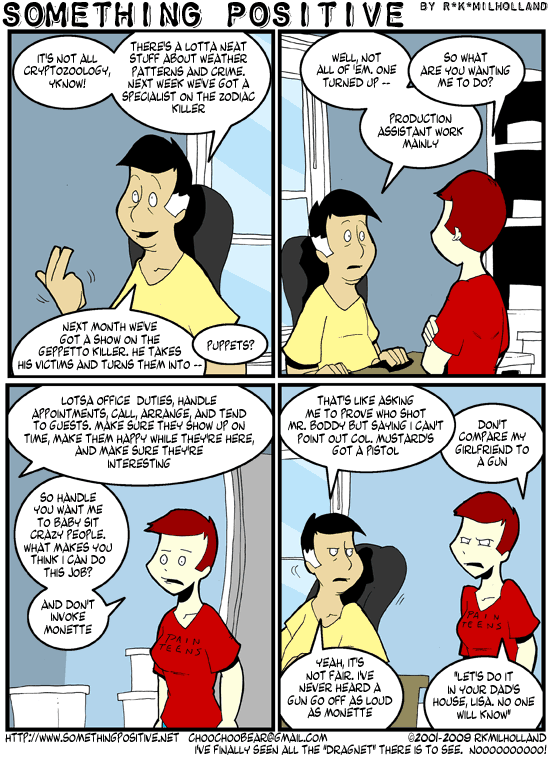 SOMETHING POSITIVE BY R*K*MILHOLLAND
IT'S NOT ALL
CRYPTOZOOLOGY,
Y'KNOW!
THERE'S A LOTTA NEAT
STUFF ABOUT WEATHER
PATTERNS AND CRIME.
NEXT WEEK WE'VE GOT A
SPECIALIST ON THE ZODIAC
KILLER
NEXT MONTH WE'VE
GOT A SHOW ON THE
GEPPETTO KILLER. HE TAKES
HIS VICTIMS AND TURNS THEM INTO --
PUPPETS?
WELL, NOT
ALL OF 'EM. ONE
TURNED UP --
SO WHAT
ARE YOU WANTING
ME TO DO?
PRODUCTION
ASSISTANT WORK
MAINLY
LOTSA OFFICE DUTIES, HANDLE
APPOINTMENTS, CALL, ARRANGE, AND TEND
TO GUESTS. MAKE SURE THEY SHOW UP ON
TIME, MAKE THEM HAPPY WHILE THEY'RE HERE,
AND MAKE SURE THEY'RE
INTERESTING
SO HANDLE
YOU WANT ME
TO BABY SIT
CRAZY PEOPLE.
WHAT MAKES YOU
THINK I CAN DO
THIS JOB?
AND DON'T
INVOKE
MONETTE
PAIN
TEENS
THAT'S LIKE ASKING
ME TO PROVE WHO SHOT
MR. BODDY BUT SAYING I CAN'T
POINT OUT COL. MUSTARD'S
GOT A PISTOL
DON'T
COMPARE MY
GIRLFRIEND TO
A GUN
PAIN
TEENS
YEAH, IT'S
NOT FAIR. I'VE
NEVER HEARD A
GUN GO OFF AS LOUD
AS MONETTE
"LET'S DO IT
IN YOUR DAD'S
HOUSE, LISA. NO ONE
WILL KNOW"
HTTP://WWW.SOMETHINGPOSITIVE.NET CHOOCHOOBEAR@GMAIL.COM ©2001-2009 RKMILHOLLAND
I'VE FINALLY SEEN ALL THE "DRAGNET" THERE IS TO SEE. NOOOOOOOOOO!